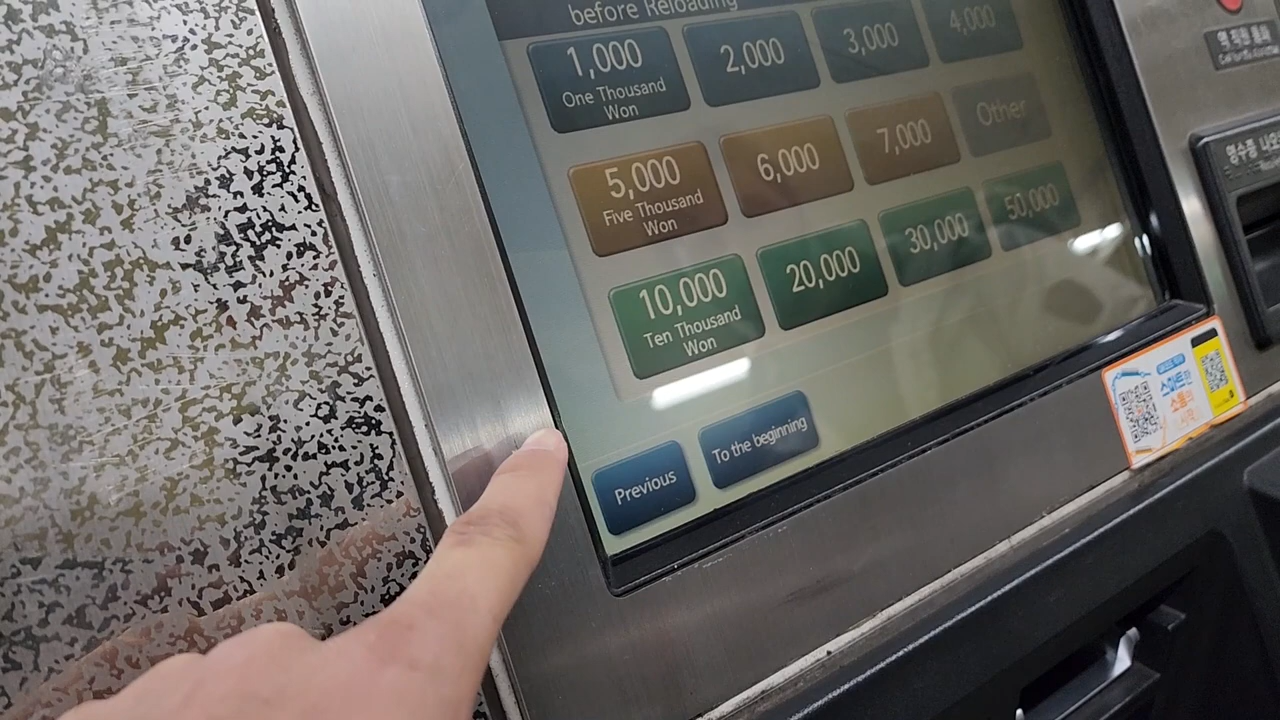 before Reloading
1,000
One Thousand
Won
2,000
3,000
4,000
5,000
Five Thousand
Won
6,000
7,000
Other
10,000
Ten Thousand
Won
20,000
30,000
50,000
Previous
To the beginning
영수증